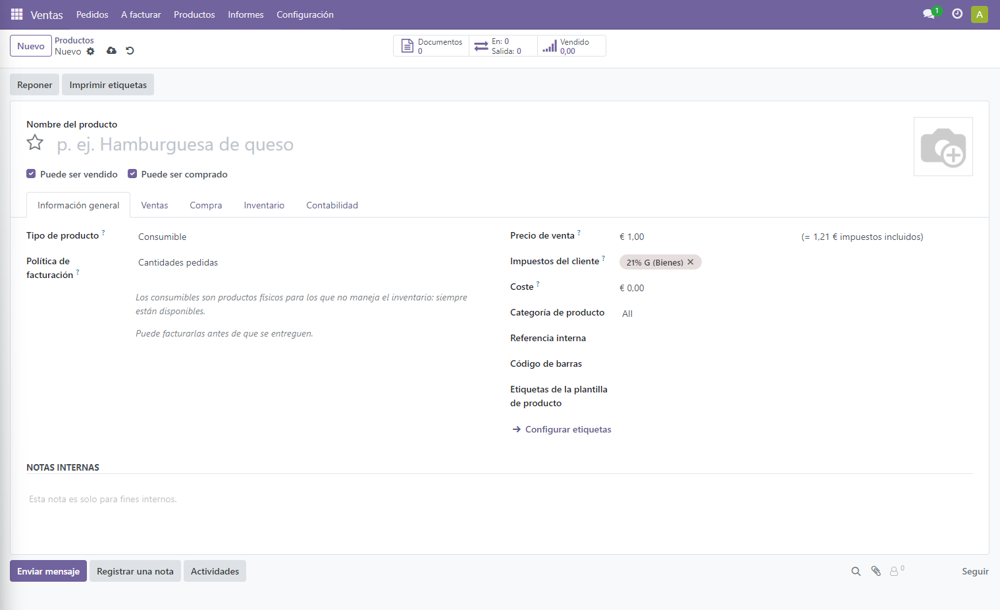 Ventas Pedidos A facturar Productos Informes Configuración 1 A
Nuevo
Productos
Nuevo
Documentos
0
En: 0
Salida: 0
Vendido
0,00
Reponer Imprimir etiquetas
Nombre del producto
p. ej. Hamburguesa de queso
Puede ser vendido Puede ser comprado
Información general Ventas Compra Inventario Contabilidad
Tipo de producto ? Consumible
Política de
facturación ?
Cantidades pedidas
Los consumibles son productos físicos para los que no maneja el inventario: siempre
están disponibles.
Puede facturarlas antes de que se entreguen.
Precio de venta ? € 1,00 (= 1,21 € impuestos incluidos)
Impuestos del cliente ? 21% G (Bienes)
Coste ? € 0,00
Categoría de producto All
Referencia interna
Código de barras
Etiquetas de la plantilla
de producto
Configurar etiquetas
NOTAS INTERNAS
Esta nota es solo para fines internos.
Enviar mensaje Registrar una nota Actividades 0 Seguir